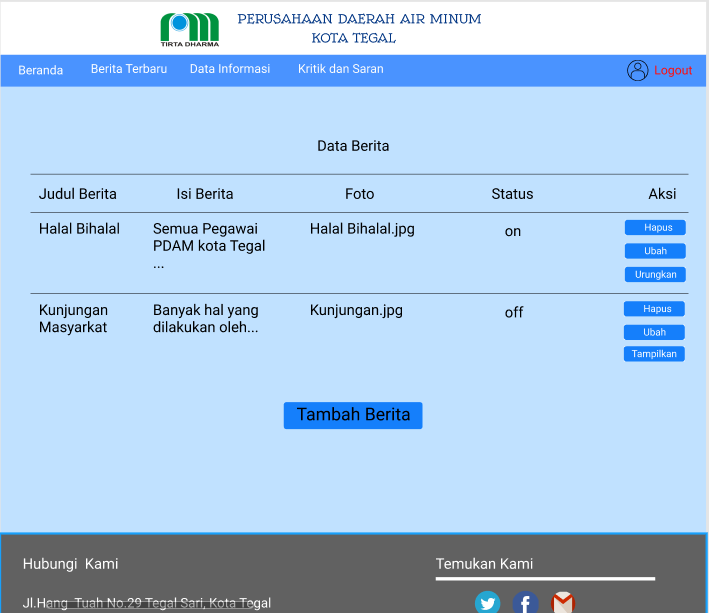 PERUSAHAAN DAERAH AIR MINUM
KOTA TEGAL
TIRTA DHARMA
Beranda Berita Terbaru Data Informasi Kritik dan Saran Logout
Data Berita
Judul Berita Isi Berita Foto Status Aksi
Halal Bihalal Semua Pegawai Halal Bihalal.jpg on Hapus
PDAM kota Tegal Ubah
... Urungkan
Kunjungan Banyak hal yang Kunjungan.jpg off Hapus
Masyarkat dilakukan oleh... Ubah
Tampilkan
Tambah Berita
Hubungi Kami Temukan Kami
Jl.Hang Tuah No.29 Tegal Sari, Kota Tegal